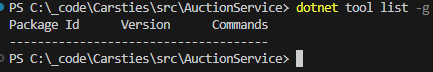 PS C:\_code\Carsties\src\AuctionService> dotnet tool list -g
Package Id      Version      Commands
-------------------------------------
PS C:\_code\Carsties\src\AuctionService>